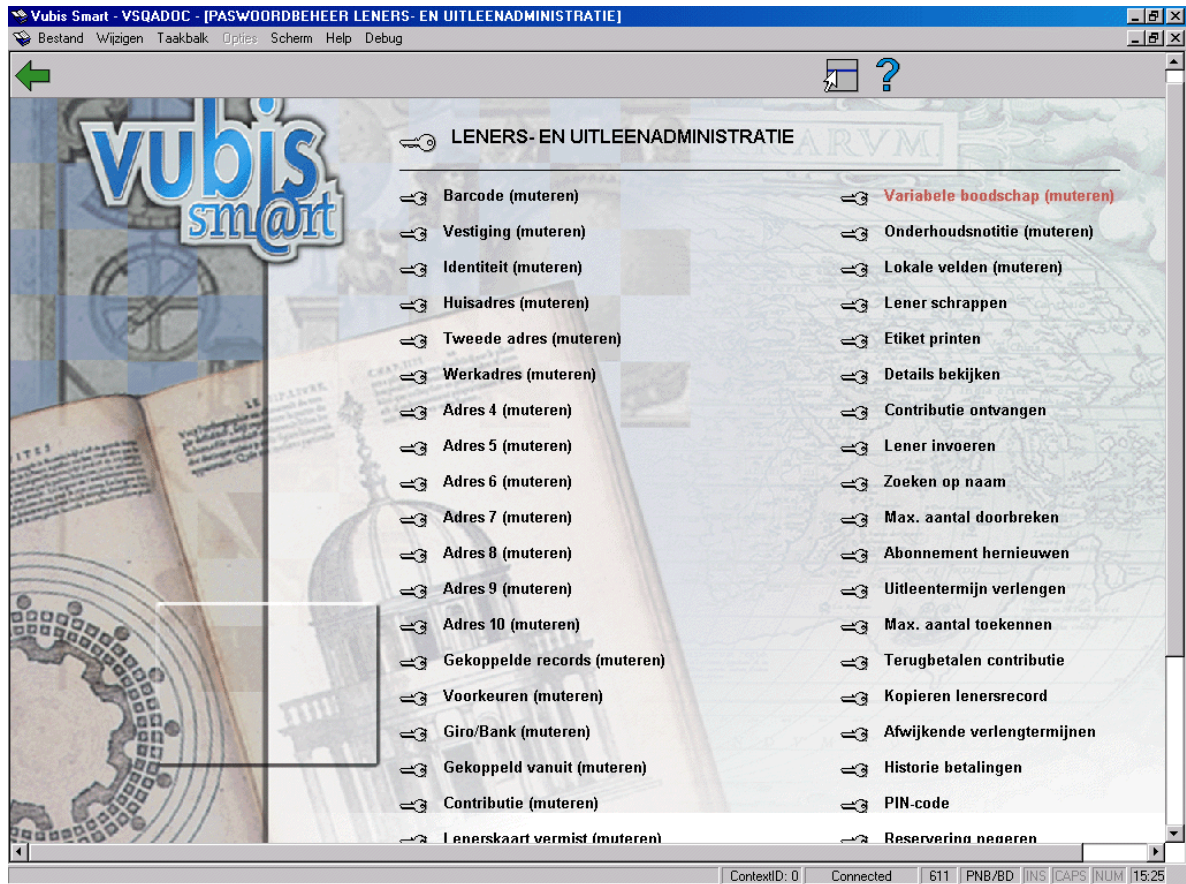 Vubis Smart - VSQADOC - [PASWOORDBEHEER LENERS- EN UITLEENADMINISTRATIE]
Bestand Wijzigen Taakbalk Opties Scherm Help Debug
vubis
sm@rt
LENERS- EN UITLEENADMINISTRATIE
Barcode (muteren)
Vestiging (muteren)
Identiteit (muteren)
Huisadres (muteren)
Tweede adres (muteren)
Werkadres (muteren)
Adres 4 (muteren)
Adres 5 (muteren)
Adres 6 (muteren)
Adres 7 (muteren)
Adres 8 (muteren)
Adres 9 (muteren)
Adres 10 (muteren)
Gekoppelde records (muteren)
Voorkeuren (muteren)
Giro/Bank (muteren)
Gekoppeld vanuit (muteren)
Contributie (muteren)
Lenerskaart vermist (muteren)
Variabele boodschap (muteren)
Onderhoudsnotitie (muteren)
Lokale velden (muteren)
Lener schrappen
Etiket printen
Details bekijken
Contributie ontvangen
Lener invoeren
Zoeken op naam
Max. aantal doorbreken
Abonnement hernieuwen
Uitleentermijn verlengen
Max. aantal toekennen
Terugbetalen contributie
Kopieren lenersrecord
Afwijkende verlengtermijnen
Historie betalingen
PIN-code
Reservering negeren
ContextID: 0 Connected 611 PNB/BD INS CAPS NUM 15:25